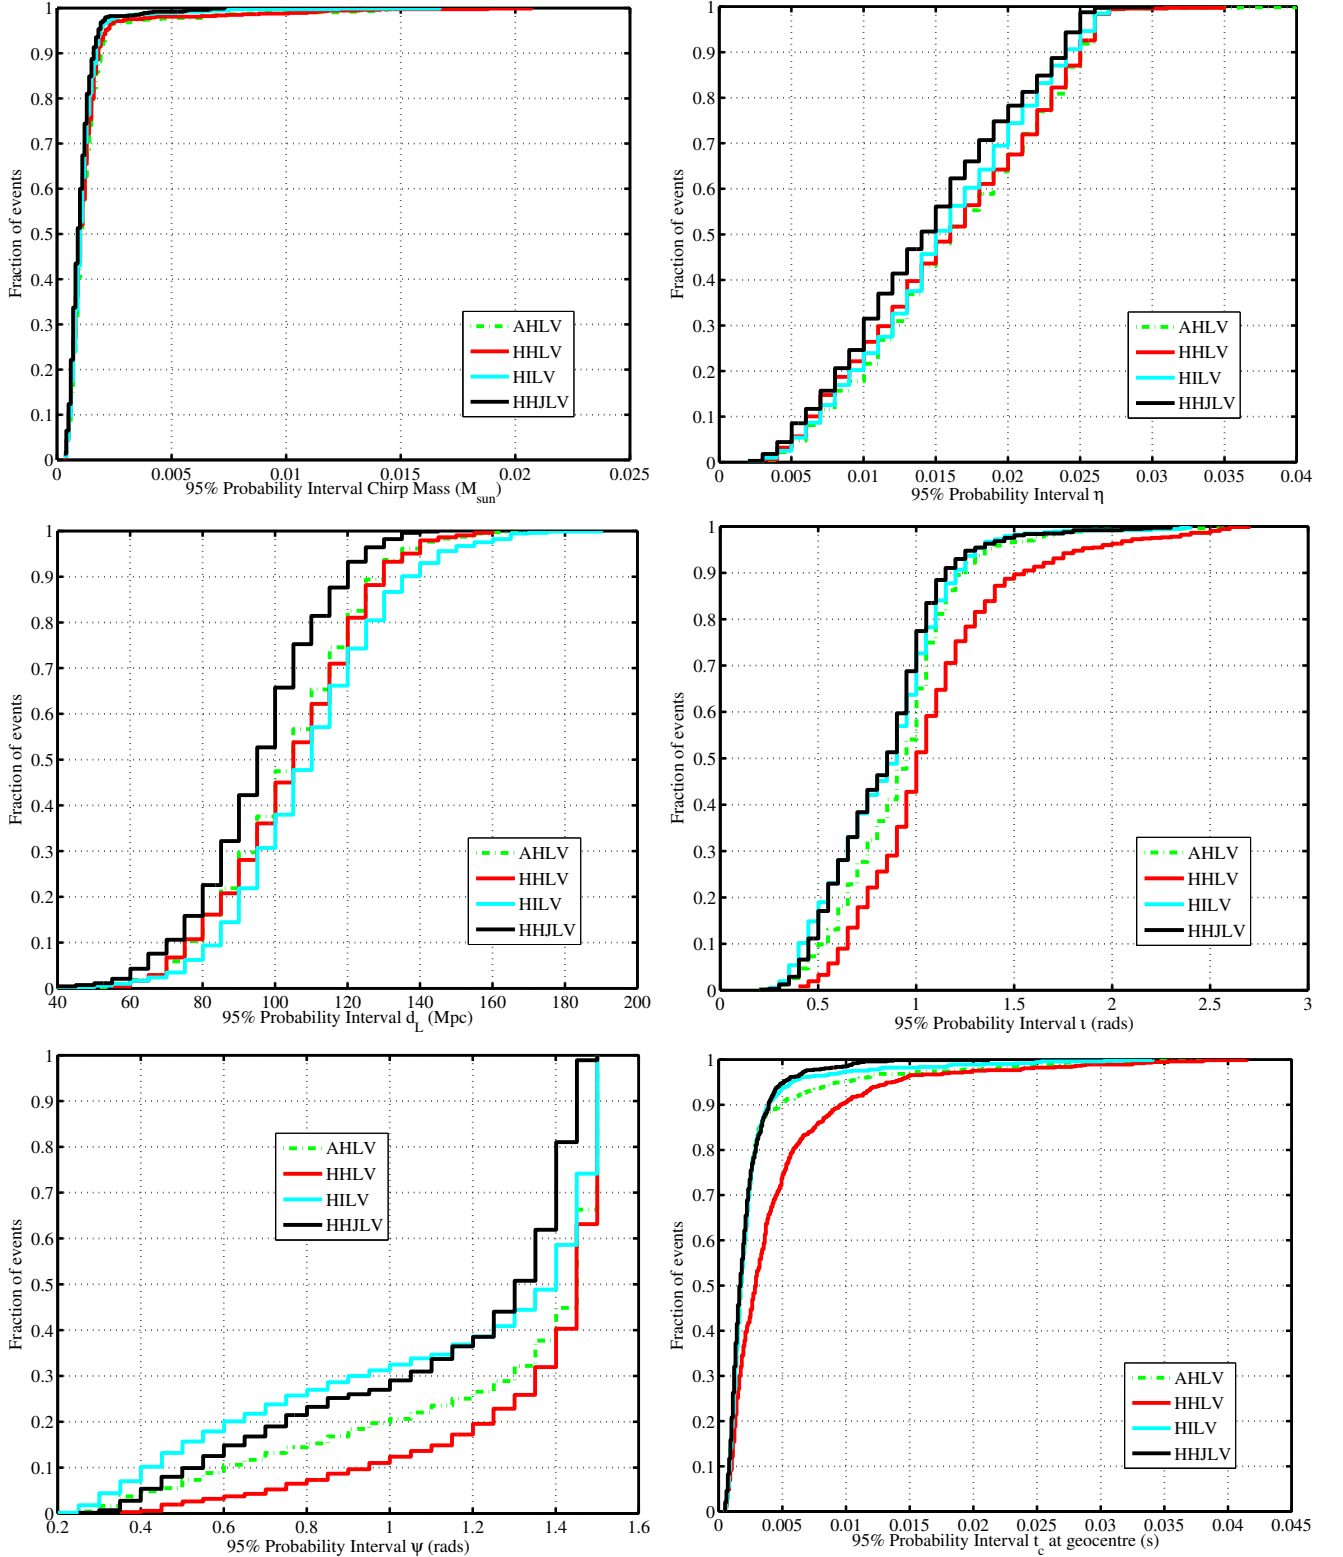 1
0.9
0.8
0.7
0.6
0.5
0.4
0.3
0.2
0.1
0
Fraction of events
0 0.005 0.01 0.015 0.02 0.025
95% Probability Interval Chirp Mass (M_sun)
AHLV
HHLV
HILV
HHJLV
1
0.9
0.8
0.7
0.6
0.5
0.4
0.3
0.2
0.1
0
Fraction of events
0 0.005 0.01 0.015 0.02 0.025 0.03 0.035 0.04
95% Probability Interval η
AHLV
HHLV
HILV
HHJLV
1
0.9
0.8
0.7
0.6
0.5
0.4
0.3
0.2
0.1
0
Fraction of events
40 60 80 100 120 140 160 180 200
95% Probability Interval d_L (Mpc)
AHLV
HHLV
HILV
HHJLV
1
0.9
0.8
0.7
0.6
0.5
0.4
0.3
0.2
0.1
0
Fraction of events
0 0.5 1 1.5 2 2.5 3
95% Probability Interval ι (rads)
AHLV
HHLV
HILV
HHJLV
1
0.9
0.8
0.7
0.6
0.5
0.4
0.3
0.2
0.1
0
Fraction of events
0.2 0.4 0.6 0.8 1 1.2 1.4 1.6
95% Probability Interval ψ (rads)
AHLV
HHLV
HILV
HHJLV
1
0.9
0.8
0.7
0.6
0.5
0.4
0.3
0.2
0.1
0
Fraction of events
0 0.005 0.01 0.015 0.02 0.025 0.03 0.035 0.04 0.045
95% Probability Interval t_c at geocentre (s)
AHLV
HHLV
HILV
HHJLV